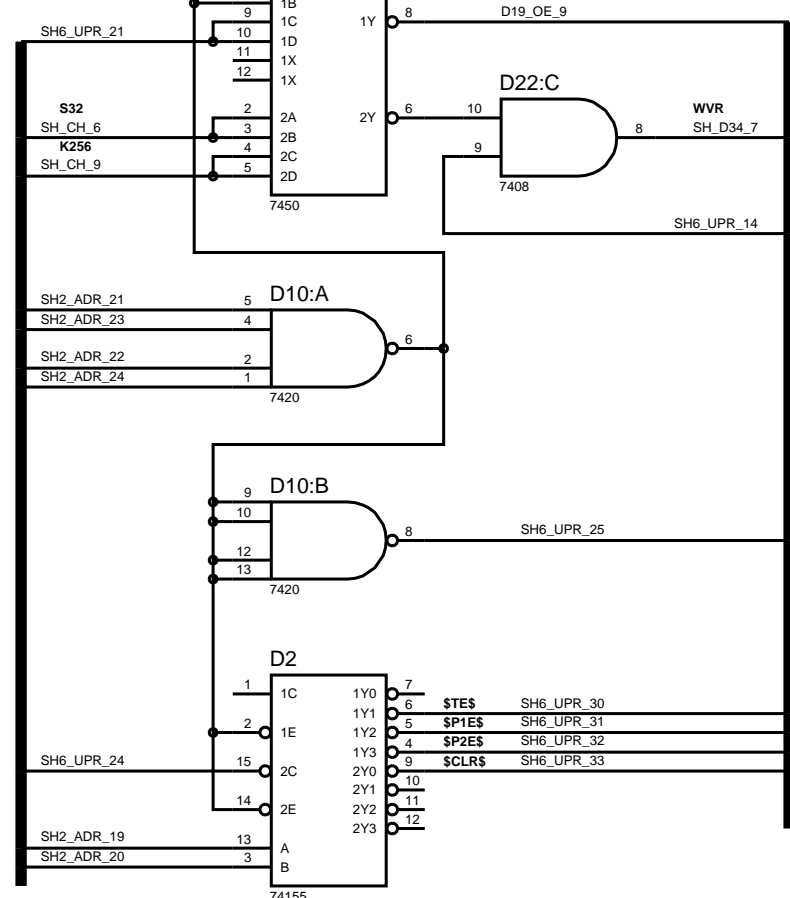 1B
9 1C 1Y 8 D19_OE_9
SH6_UPR_21 10 1D
11 1X
12 1X
D22:C
S32 2 2A 2Y 6 10 WVR
SH_CH_6 3 2B 8 SH_D34_7
K256 4 2C 9
SH_CH_9 5 2D
7408
7450
SH6_UPR_14
D10:A
SH2_ADR_21 5
SH2_ADR_23 4
6
SH2_ADR_22 2
SH2_ADR_24 1
7420
D10:B
9
10
8 SH6_UPR_25
12
13
7420
D2
1 1C 1Y0 7
1Y1 6 $TE$ SH6_UPR_30
2 1E 1Y2 5 $P1E$ SH6_UPR_31
1Y3 4 $P2E$ SH6_UPR_32
SH6_UPR_24 15 2C 2Y0 9 $CLR$ SH6_UPR_33
2Y1 10
14 2E 2Y2 11
2Y3 12
SH2_ADR_19 13 A
SH2_ADR_20 3 B
74155